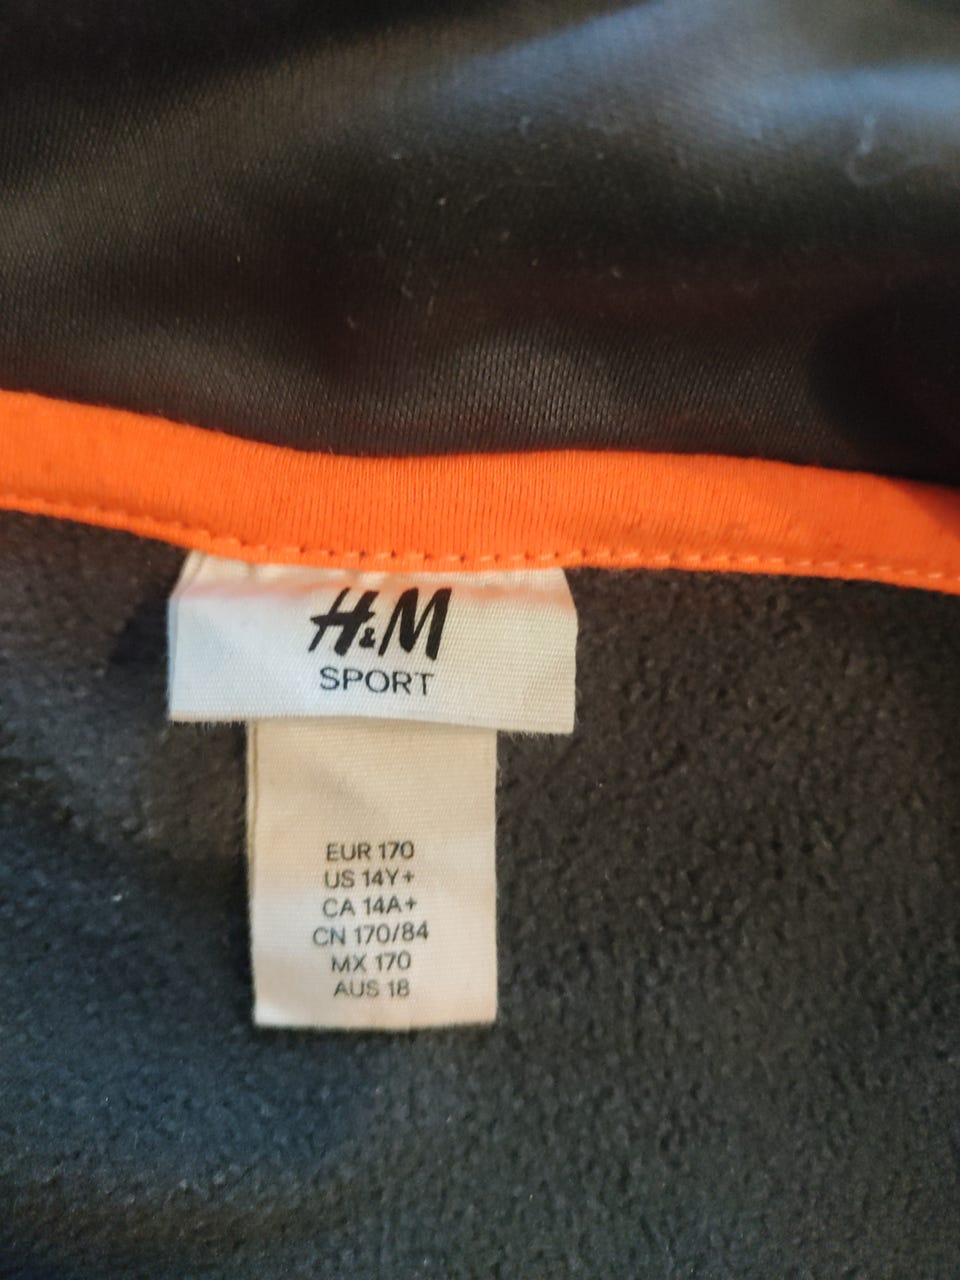 H&M
SPORT
EUR 170
US 14Y+
CA 14A+
CN 170/84
MX 170
AUS 18